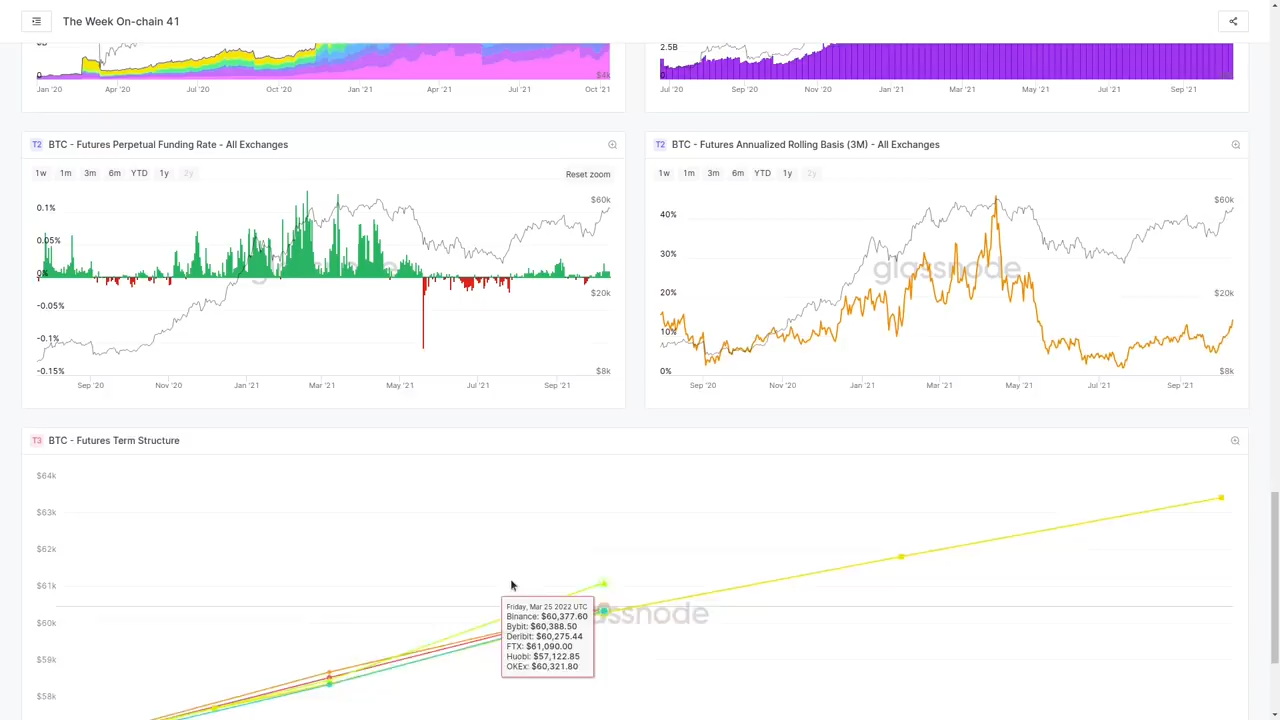 The Week On-chain 41
0
$4k
Jan '20 Apr '20 Jul '20 Oct '20 Jan '21 Apr '21 Jul '21 Oct '21
2.5B
Jul '20 Sep '20 Nov '20 Jan '21 Mar '21 May '21 Jul '21 Sep '21
T2 BTC - Futures Perpetual Funding Rate - All Exchanges
1w 1m 3m 6m YTD 1y 2y
Reset zoom
0.1%
0.05%
0%
-0.05%
-0.1%
-0.15%
$60k
$20k
$8k
Sep '20 Nov '20 Jan '21 Mar '21 May '21 Jul '21 Sep '21
T2 BTC - Futures Annualized Rolling Basis (3M) - All Exchanges
1w 1m 3m 6m YTD 1y 2y
40%
30%
20%
10%
0%
$60k
$20k
$8k
glassnode
Sep '20 Nov '20 Jan '21 Mar '21 May '21 Jul '21 Sep '21
T3 BTC - Futures Term Structure
$64k
$63k
$62k
$61k
$60k
$59k
$58k
Friday, Mar 25 2022 UTC
Binance: $60,377.60
Bybit: $60,388.50
Deribit: $60,275.44
FTX: $61,090.00
Huobi: $57,122.85
OKEx: $60,321.80
ssnode